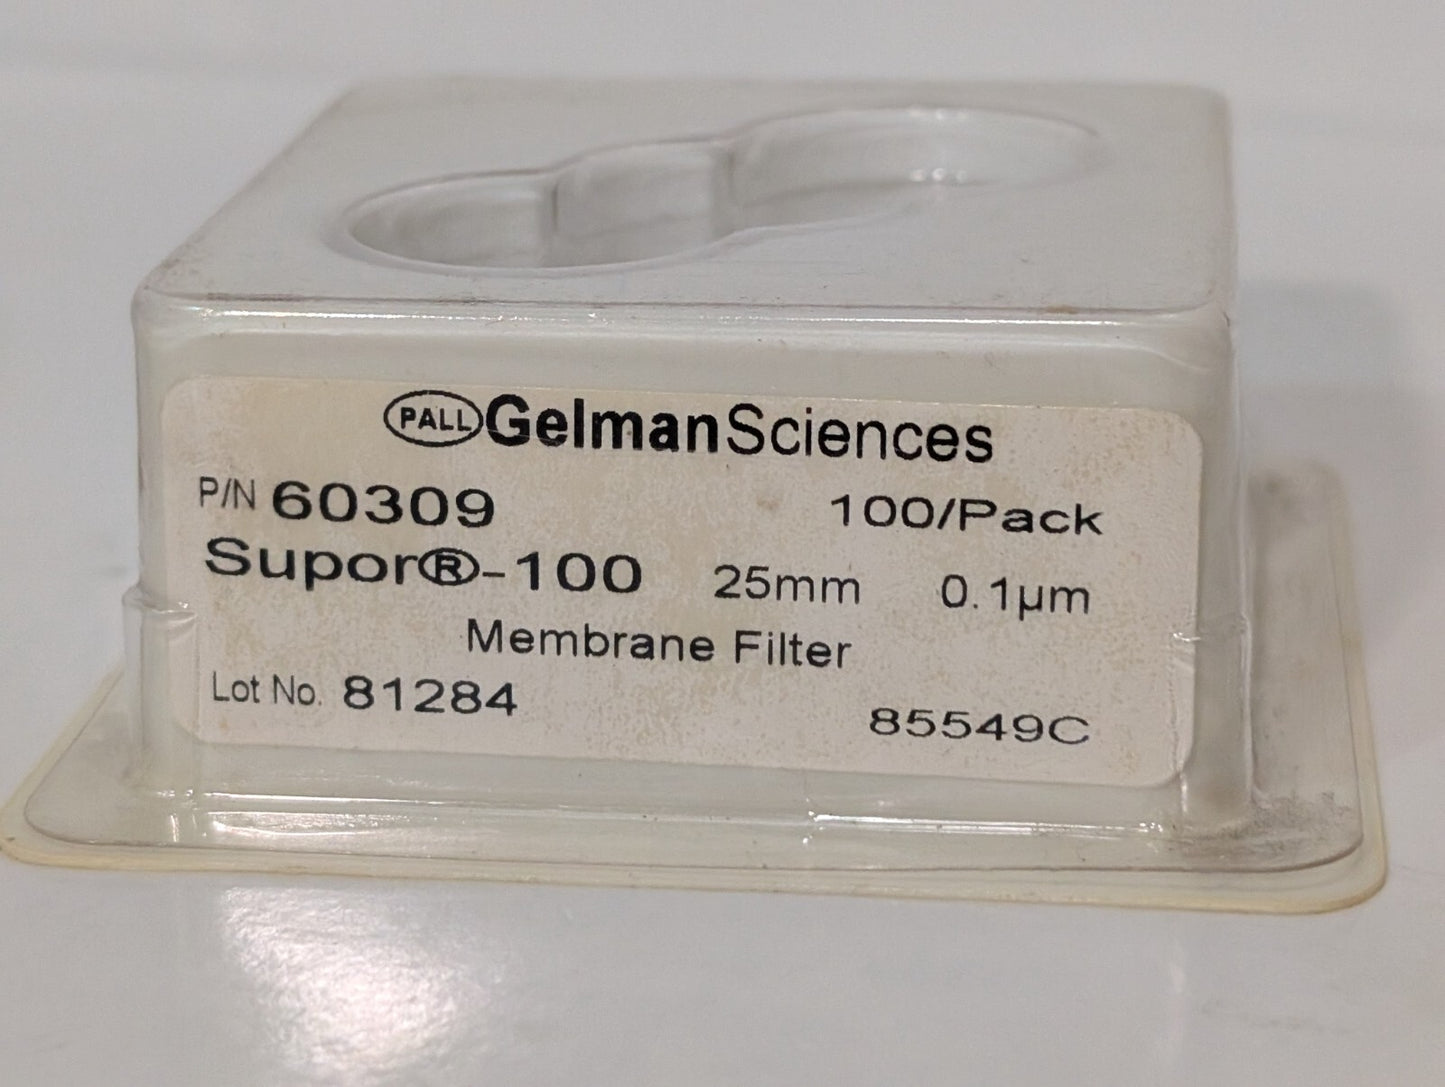 PALL GelmanSciences
P/N 60309 100/Pack
Supor®-100 25mm 0.1µm
Membrane Filter
Lot No. 81284
85549C